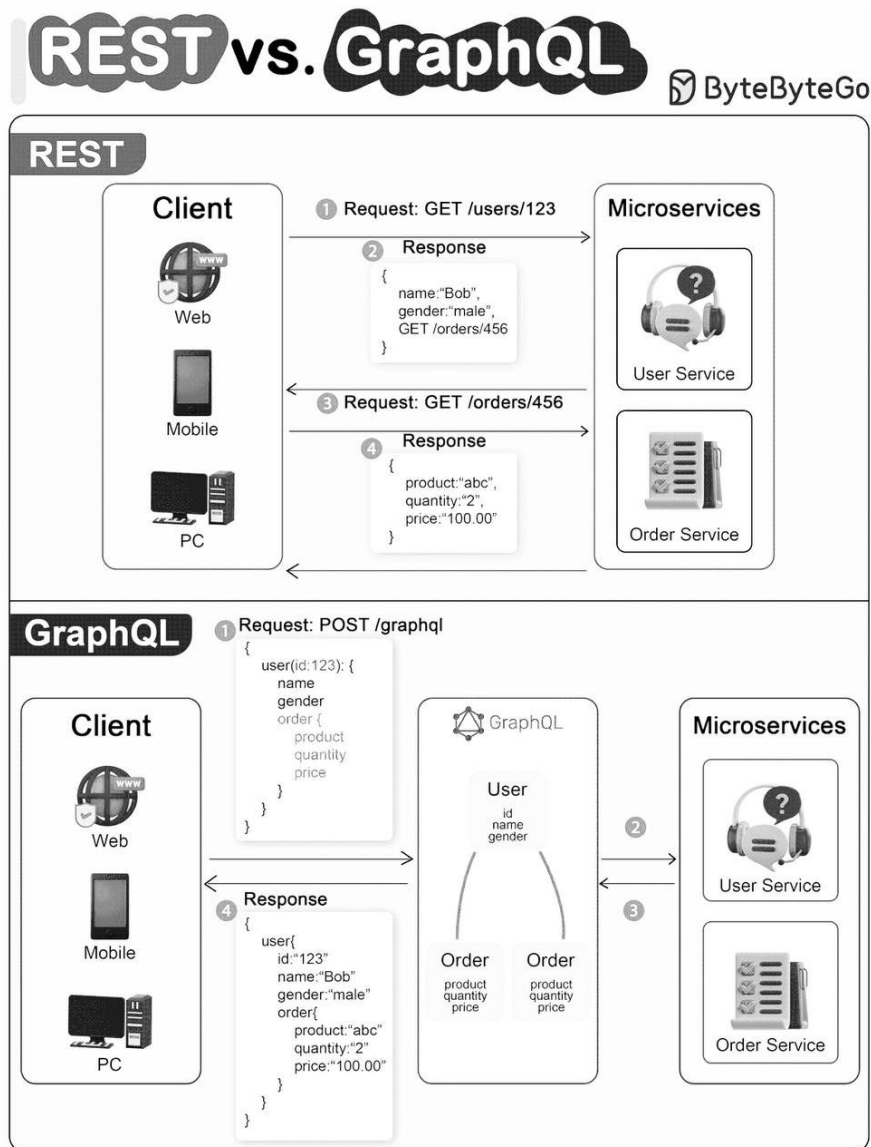 REST vs. GraphQL
ByteByteGo
REST
Client
Web
Mobile
PC
1 Request: GET /users/123
2 Response
{
name:“Bob”,
gender:“male”,
GET /orders/456
}
3 Request: GET /orders/456
4 Response
{
product:“abc”,
quantity:“2”,
price:“100.00”
}
Microservices
?
User Service
Order Service
GraphQL
1 Request: POST /graphql
{
user(id:123): {
name
gender
order {
product
quantity
price
}
}
}
Client
www
Web
Mobile
PC
4 Response
{
user{
id:“123”
name:“Bob”
gender:“male”
order{
product:“abc”
quantity:“2”
price:“100.00”
}
}
}
GraphQL
User
id
name
gender
Order
product
quantity
price
Order
product
quantity
price
2
3
Microservices
?
User Service
Order Service